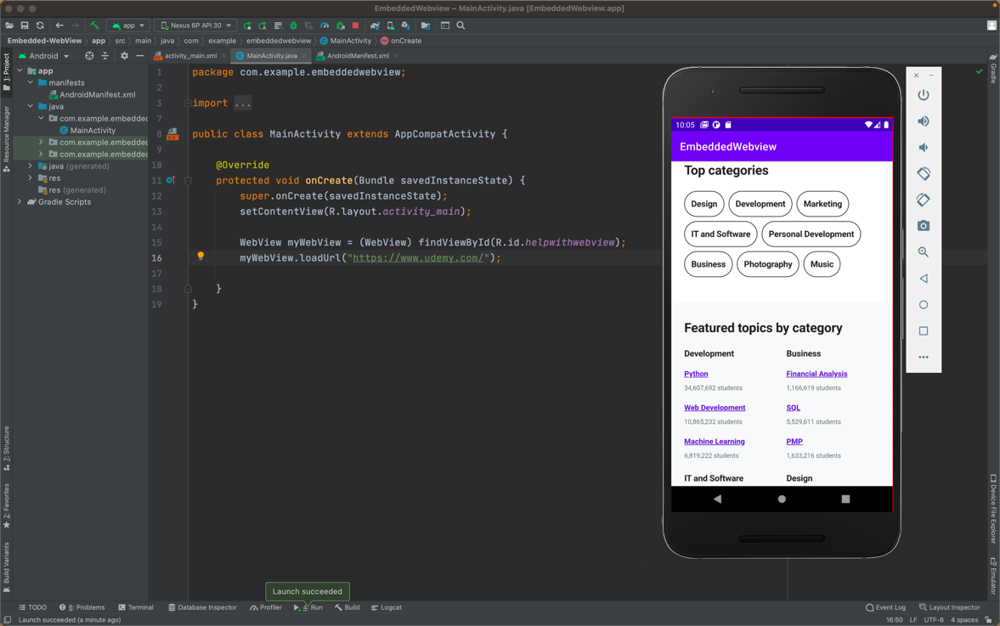 EmbeddedWebview – MainActivity.java [EmbeddedWebview.app]
app
Nexus 6P API 30
Embedded-WebView
app
src
main
java
com
example
embeddedwebview
MainActivity
onCreate
1: Project
Resource Manager
Z: Structure
2: Favorites
Build Variants
Android
app
manifests
AndroidManifest.xml
java
com.example.embedded
MainActivity
com.example.embedded
com.example.embedded
java (generated)
res
res (generated)
Gradle Scripts
activity_main.xml
MainActivity.java
AndroidManifest.xml
1 package com.example.embeddedwebview;
2
3 import ...
7
8 public class MainActivity extends AppCompatActivity {
9
10 @Override
11 protected void onCreate(Bundle savedInstanceState) {
12 super.onCreate(savedInstanceState);
13 setContentView(R.layout.activity_main);
14
15 WebView myWebView = (WebView) findViewById(R.id.helpwithwebview);
16 myWebView.loadUrl("https://www.udemy.com/");
17
18 }
19 }
10:05
EmbeddedWebview
Top categories
Design
Development
Marketing
IT and Software
Personal Development
Business
Photography
Music
Featured topics by category
Development
Business
Python
Financial Analysis
34,607,692 students
1,166,619 students
Web Development
SQL
10,865,232 students
5,529,611 students
Machine Learning
PMP
6,819,222 students
1,633,216 students
IT and Software
Design
Gradle
Device File Explorer
Emulator
Launch succeeded
TODO
6: Problems
Terminal
Database Inspector
Profiler
4: Run
Build
Logcat
Event Log
Layout Inspector
Launch succeeded (a minute ago)
16:50
LF
UTF-8
4 spaces